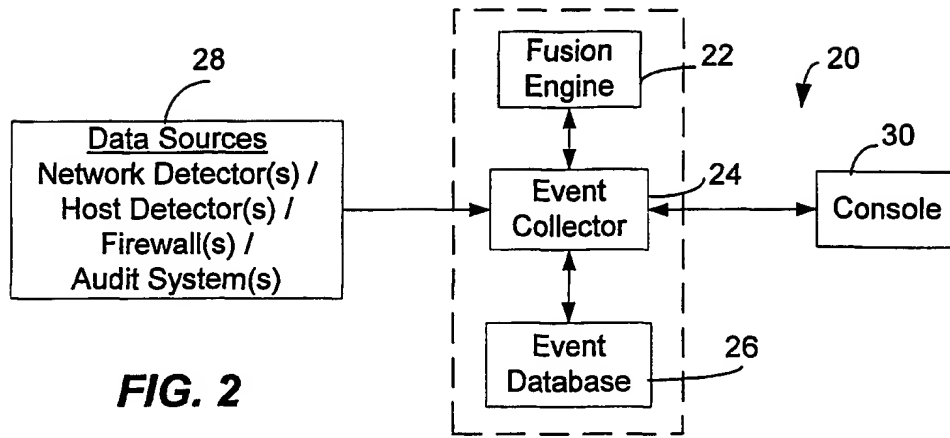 28
Data Sources
Network Detector(s) /
Host Detector(s) /
Firewall(s) /
Audit System(s)
Fusion
Engine
22
Event
Collector
24
Event
Database
26
20
30
Console
FIG. 2